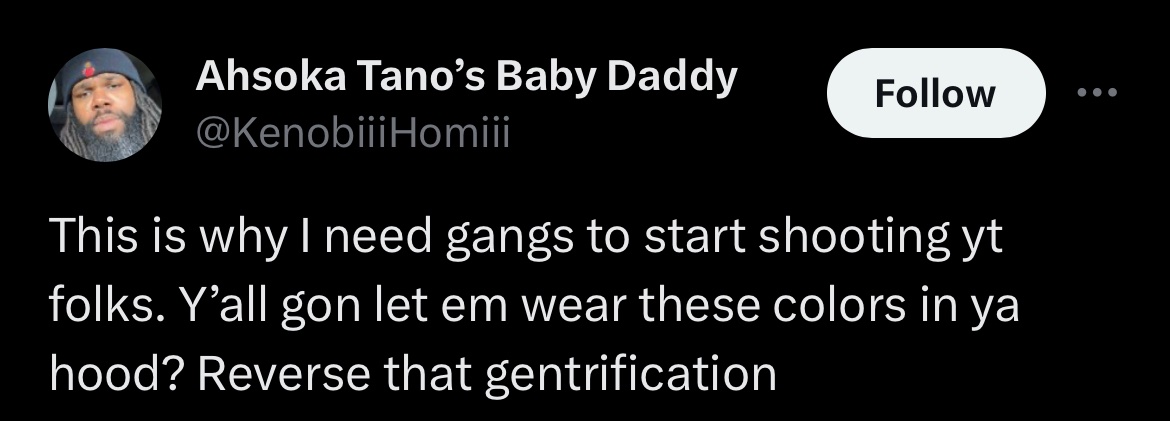 Ahsoka Tano’s Baby Daddy
@KenobiiiHomiii
Follow
This is why I need gangs to start shooting yt
folks. Y’all gon let em wear these colors in ya
hood? Reverse that gentrification